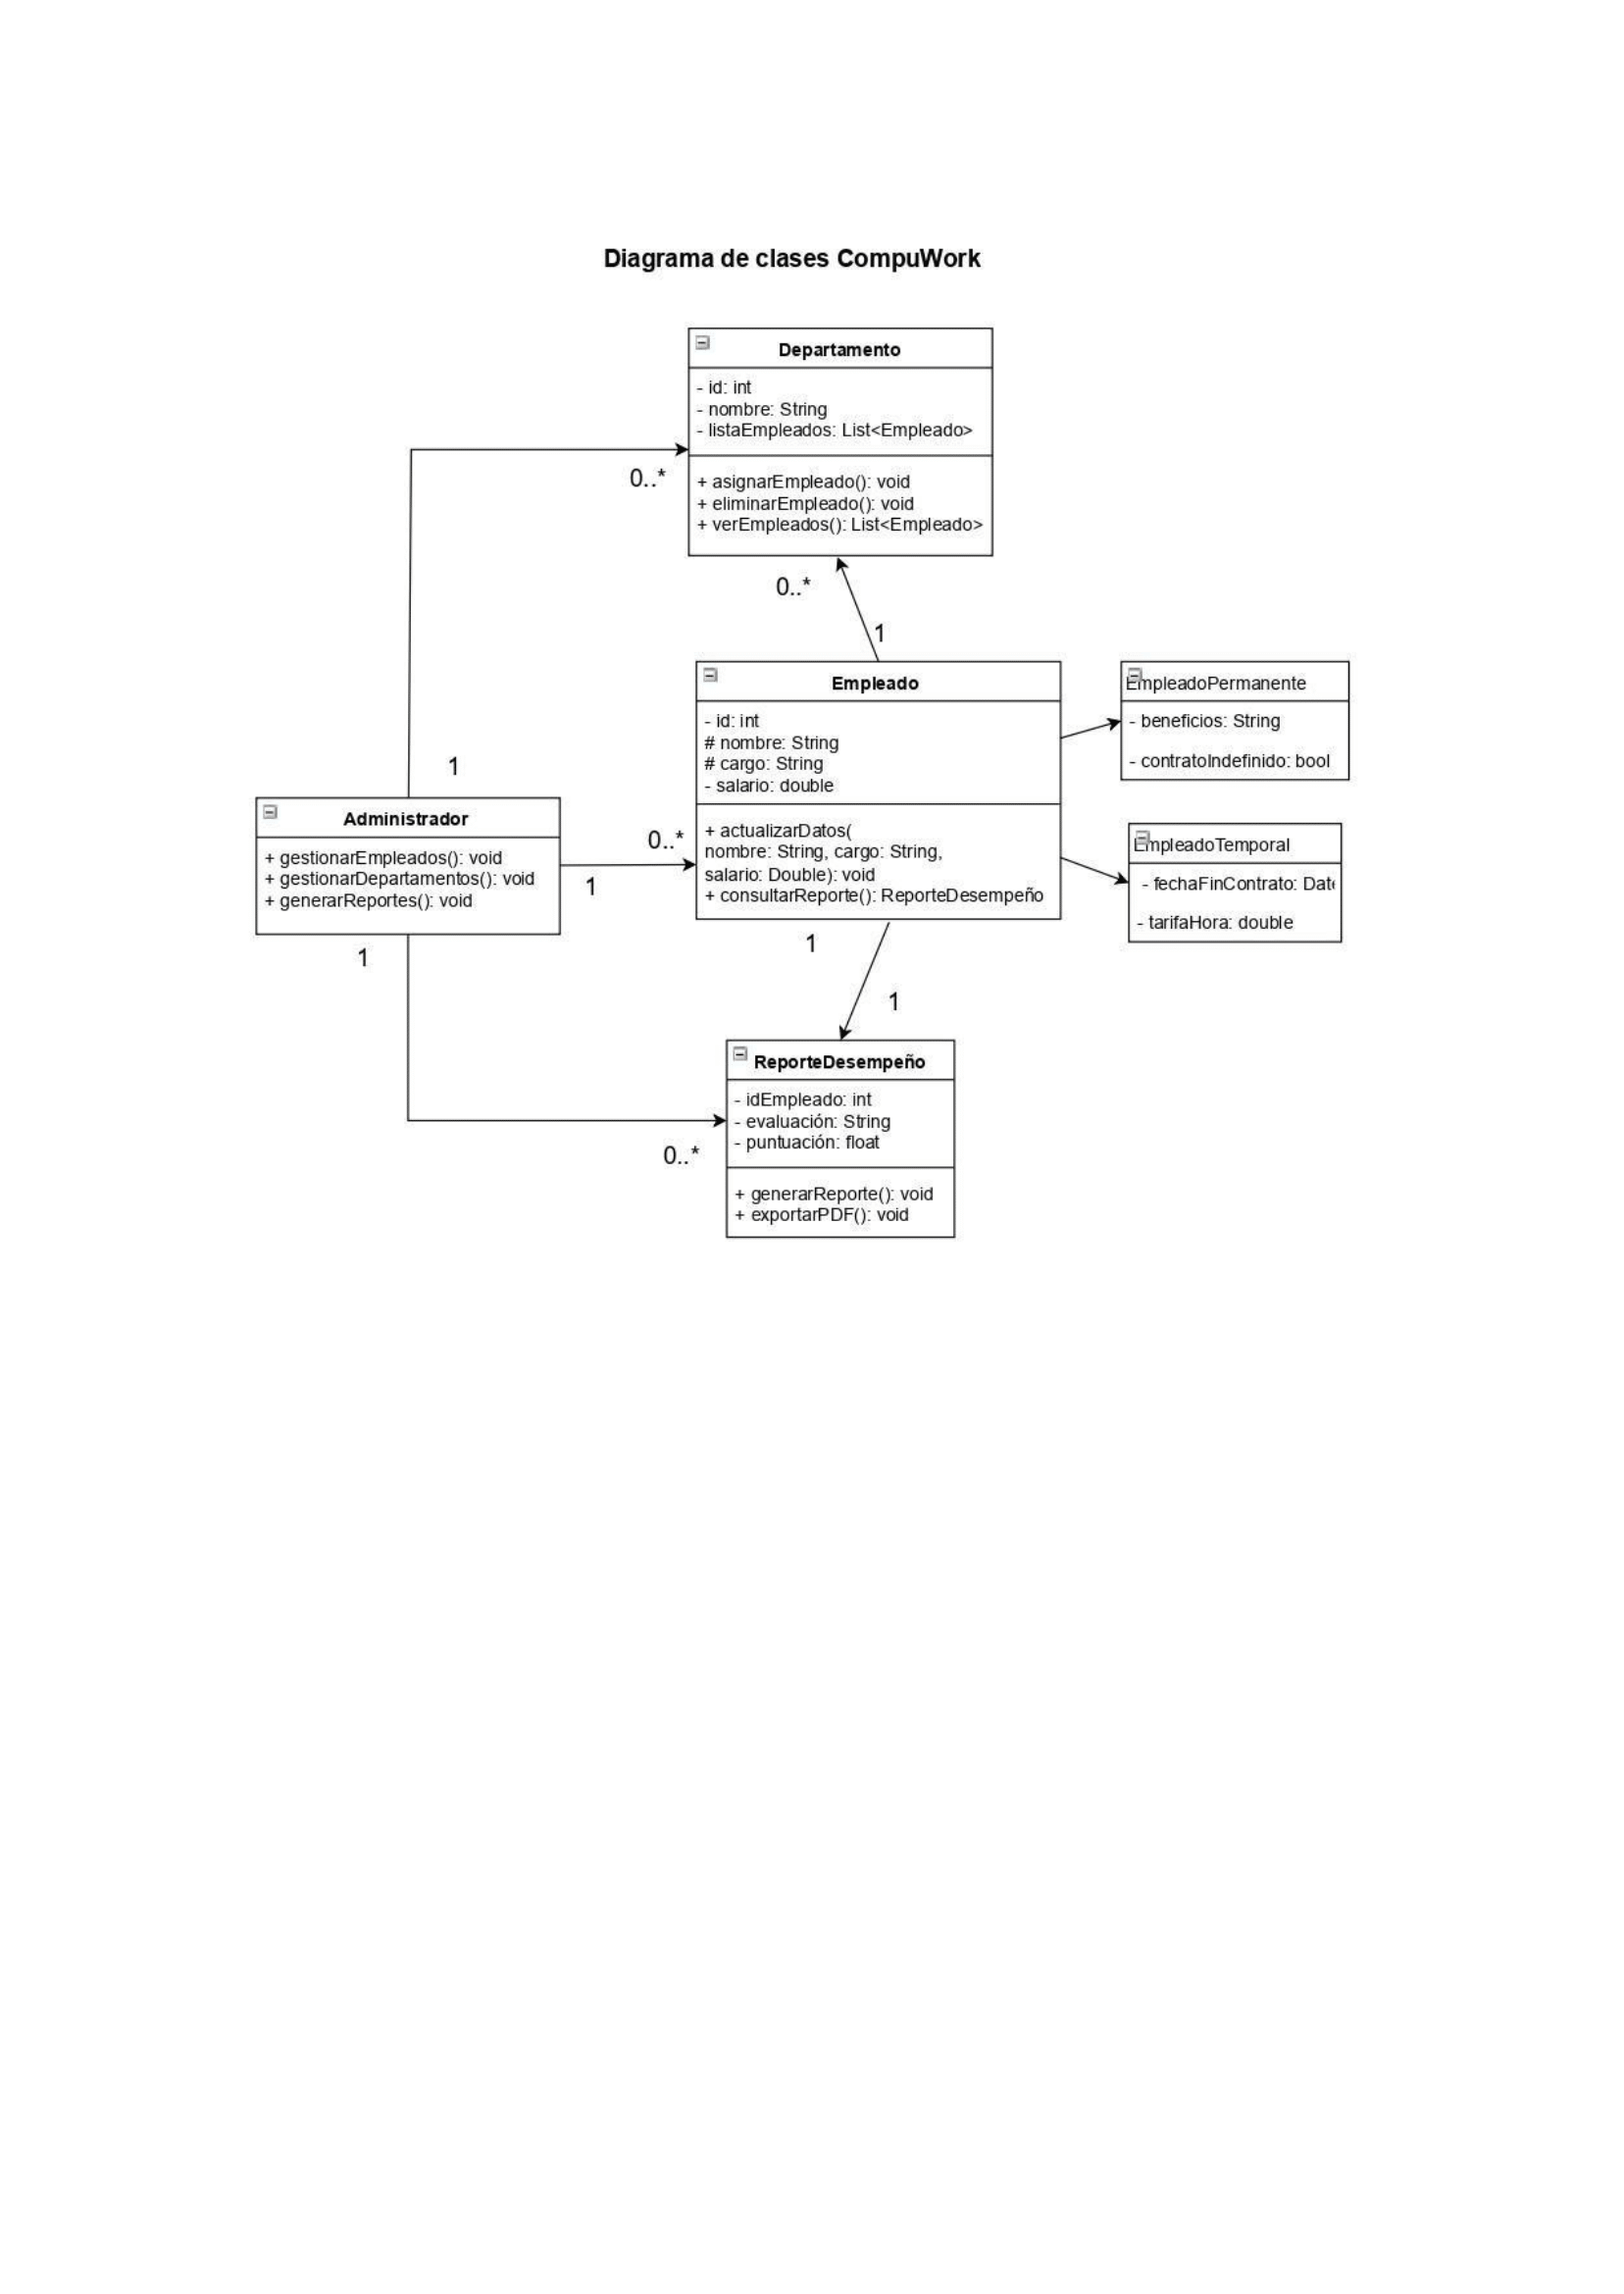 Diagrama de clases CompuWork
Departamento
- id: int
- nombre: String
- listaEmpleados: List<Empleado>
+ asignarEmpleado(): void
+ eliminarEmpleado(): void
+ verEmpleados(): List<Empleado>
0..*
0..*
1
Empleado
- id: int
# nombre: String
# cargo: String
- salario: double
+ actualizarDatos(
nombre: String, cargo: String,
salario: Double): void
+ consultarReporte(): ReporteDesempeño
EmpleadoPermanente
- beneficios: String
- contratoIndefinido: bool
EmpleadoTemporal
- fechaFinContrato: Date
- tarifaHora: double
1
Administrador
+ gestionarEmpleados(): void
+ gestionarDepartamentos(): void
+ generarReportes(): void
0..*
1
1
1
1
ReporteDesempeño
- idEmpleado: int
- evaluación: String
- puntuación: float
+ generarReporte(): void
+ exportarPDF(): void
0..*